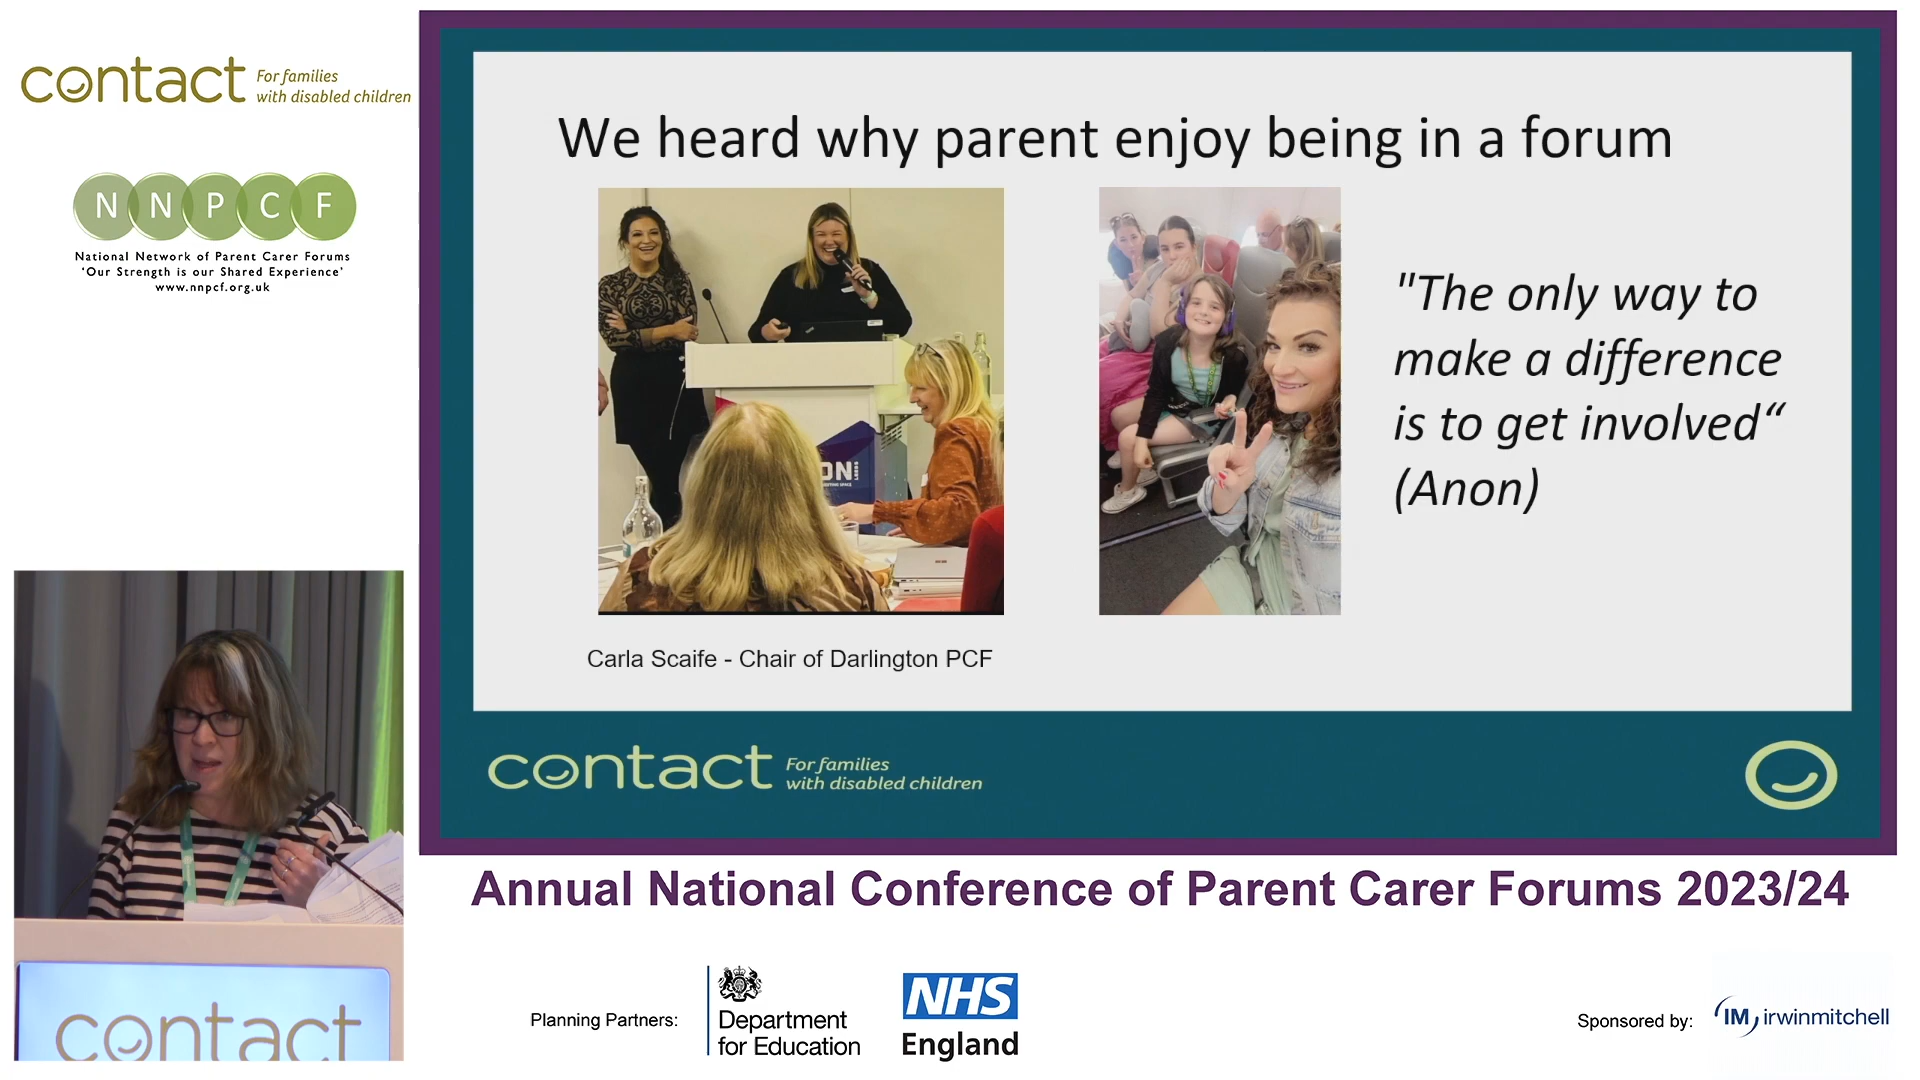 contact For families
with disabled children
N N P C F
National Network of Parent Carer Forums
'Our Strength is our Shared Experience'
www.nnpcf.org.uk
We heard why parent enjoy being in a forum
"The only way to
make a difference
is to get involved“
(Anon)
ON
LEEDS
Carla Scaife - Chair of Darlington PCF
contact For families
with disabled children
contact
Annual National Conference of Parent Carer Forums 2023/24
Planning Partners:
Department
for Education
NHS
England
Sponsored by:
IM irwinmitchell